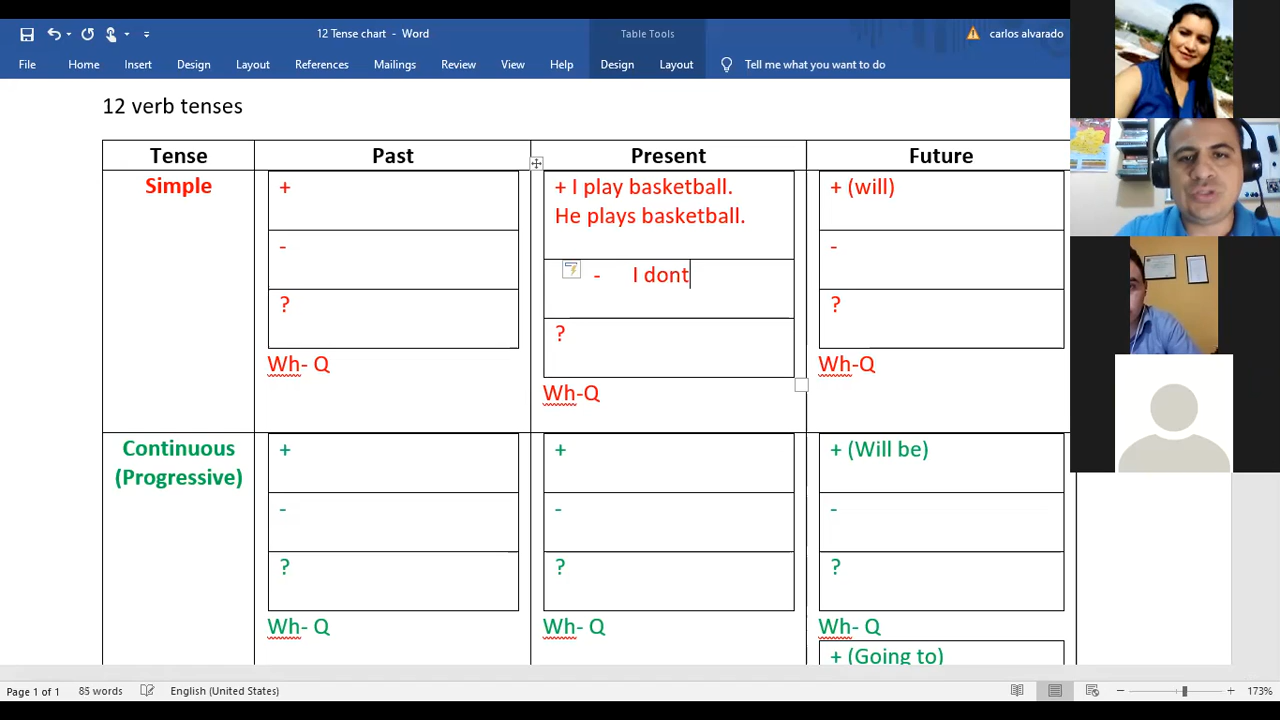 12 Tense chart - Word
Table Tools
carlos alvarado
File Home Insert Design Layout References Mailings Review View Help Design Layout Tell me what you want to do
12 verb tenses
Tense Past Present Future
Simple
+
-
?
Wh- Q
+ I play basketball.
He plays basketball.
- I dont
?
Wh-Q
+ (will)
-
?
Wh-Q
Continuous
(Progressive)
+
-
?
Wh- Q
+
-
?
Wh- Q
+ (Will be)
-
?
Wh- Q
+ (Going to)
Page 1 of 1 85 words English (United States) 173%